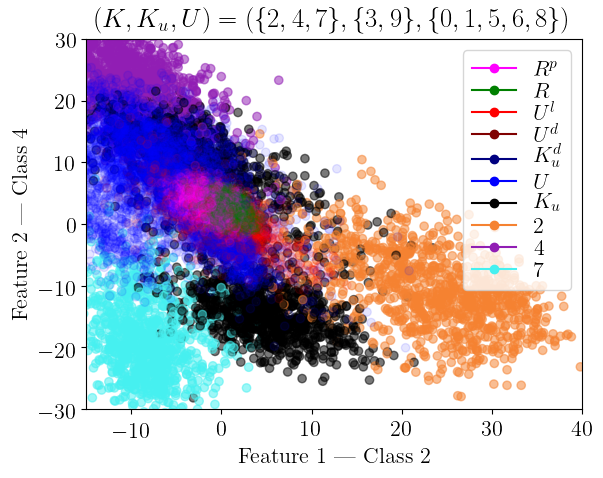 (K, K_u, U) = ({2, 4, 7}, {3, 9}, {0, 1, 5, 6, 8})
30
20
10
0
−10
−20
−30
Feature 2 — Class 4
R^p
R
U^l
U^d
K_u^d
U
K_u
2
4
7
−10
0
10
20
30
40
Feature 1 — Class 2